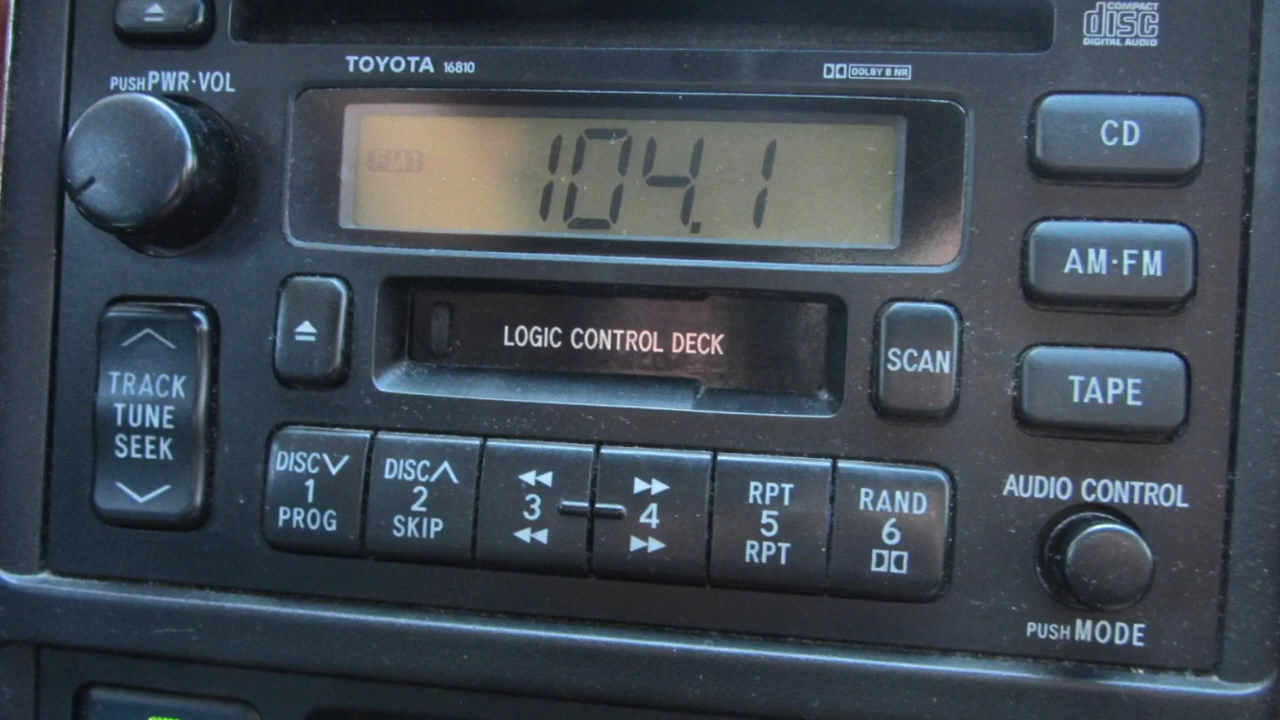 COMPACT
disc
DIGITAL AUDIO
TOYOTA 16810
DOLBY B NR
PUSH PWR·VOL
FM1
104.1
CD
AM·FM
TAPE
LOGIC CONTROL DECK
SCAN
TRACK
TUNE
SEEK
DISC
1
PROG
DISC
2
SKIP
3
4
RPT
5
RPT
RAND
6
AUDIO CONTROL
PUSH MODE